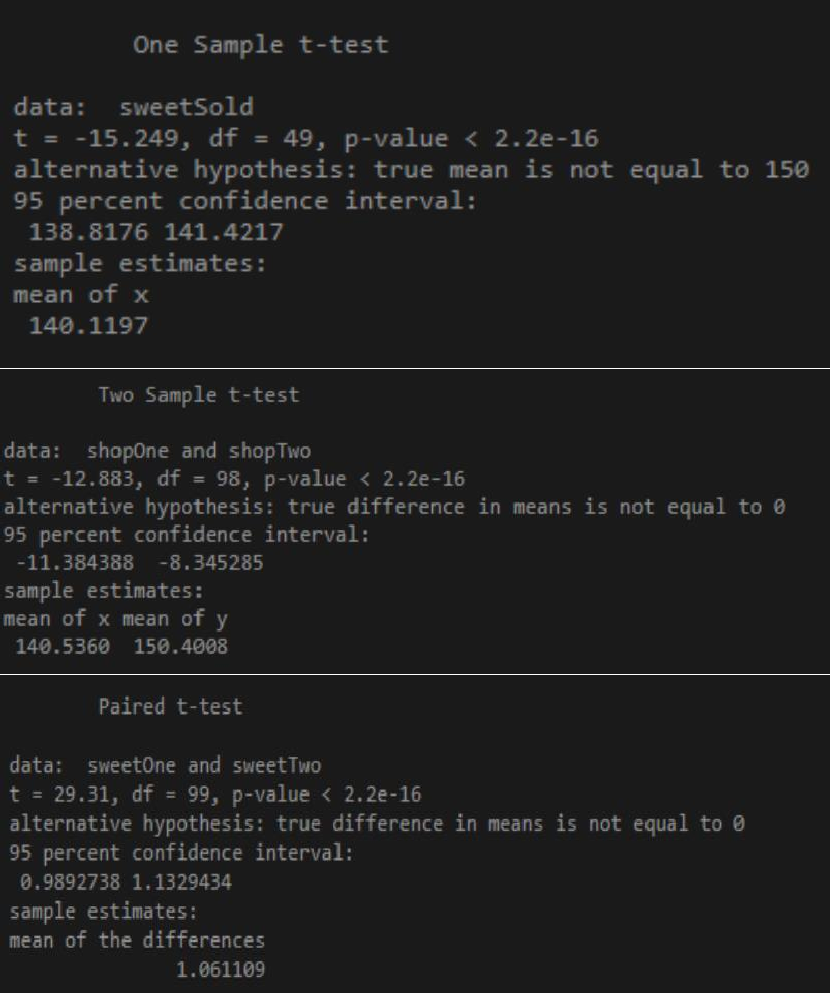 One Sample t-test
data:  sweetSold
t = -15.249, df = 49, p-value < 2.2e-16
alternative hypothesis: true mean is not equal to 150
95 percent confidence interval:
138.8176 141.4217
sample estimates:
mean of x
140.1197
Two Sample t-test
data:  shopOne and shopTwo
t = -12.883, df = 98, p-value < 2.2e-16
alternative hypothesis: true difference in means is not equal to 0
95 percent confidence interval:
-11.384388  -8.345285
sample estimates:
mean of x mean of y
140.5360  150.4008
Paired t-test
data:  sweetOne and sweetTwo
t = 29.31, df = 99, p-value < 2.2e-16
alternative hypothesis: true difference in means is not equal to 0
95 percent confidence interval:
0.9892738 1.1329434
sample estimates:
mean of the differences
1.061109